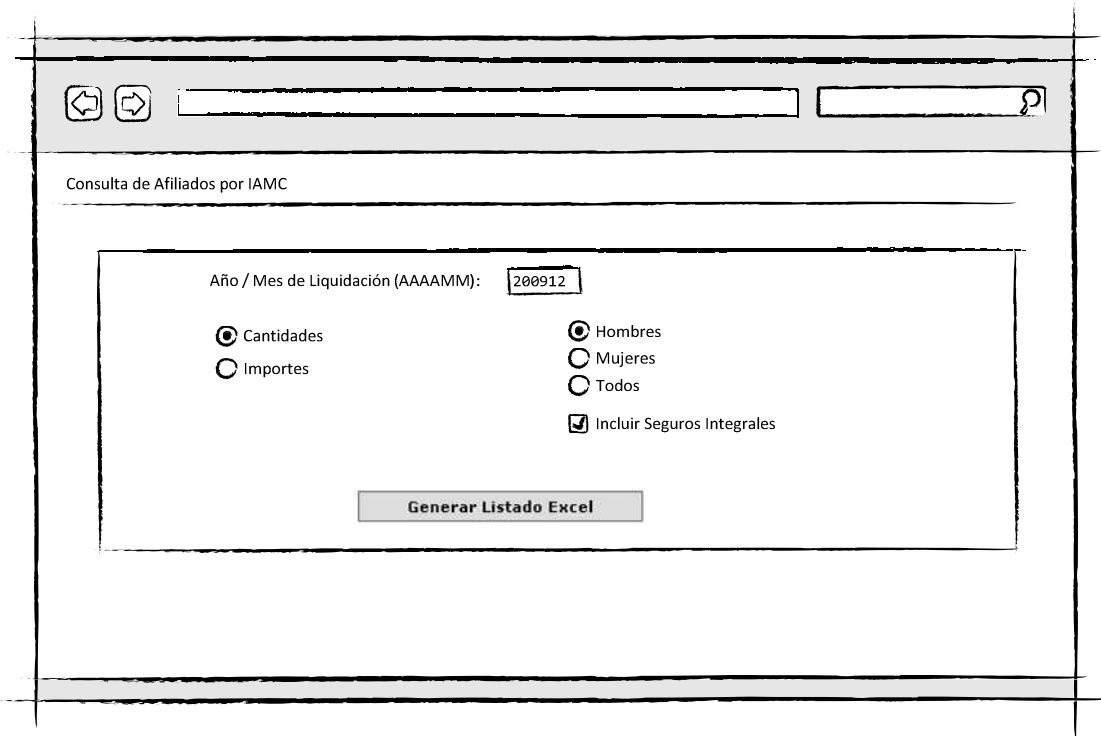 Consulta de Afiliados por IAMC
Año / Mes de Liquidación (AAAAMM): 200912
Cantidades
Importes
Hombres
Mujeres
Todos
Incluir Seguros Integrales
Generar Listado Excel